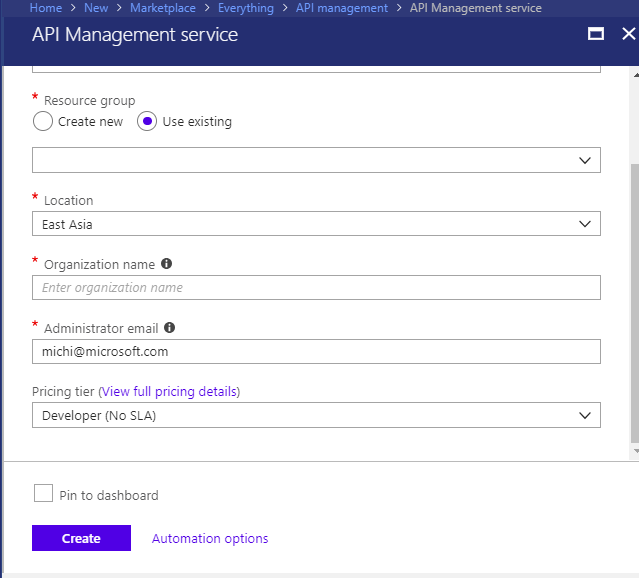 Home > New > Marketplace > Everything > API management > API Management service
API Management service
* Resource group
Create new Use existing
* Location
East Asia
* Organization name
Enter organization name
* Administrator email
michi@microsoft.com
Pricing tier (View full pricing details)
Developer (No SLA)
Pin to dashboard
Create Automation options